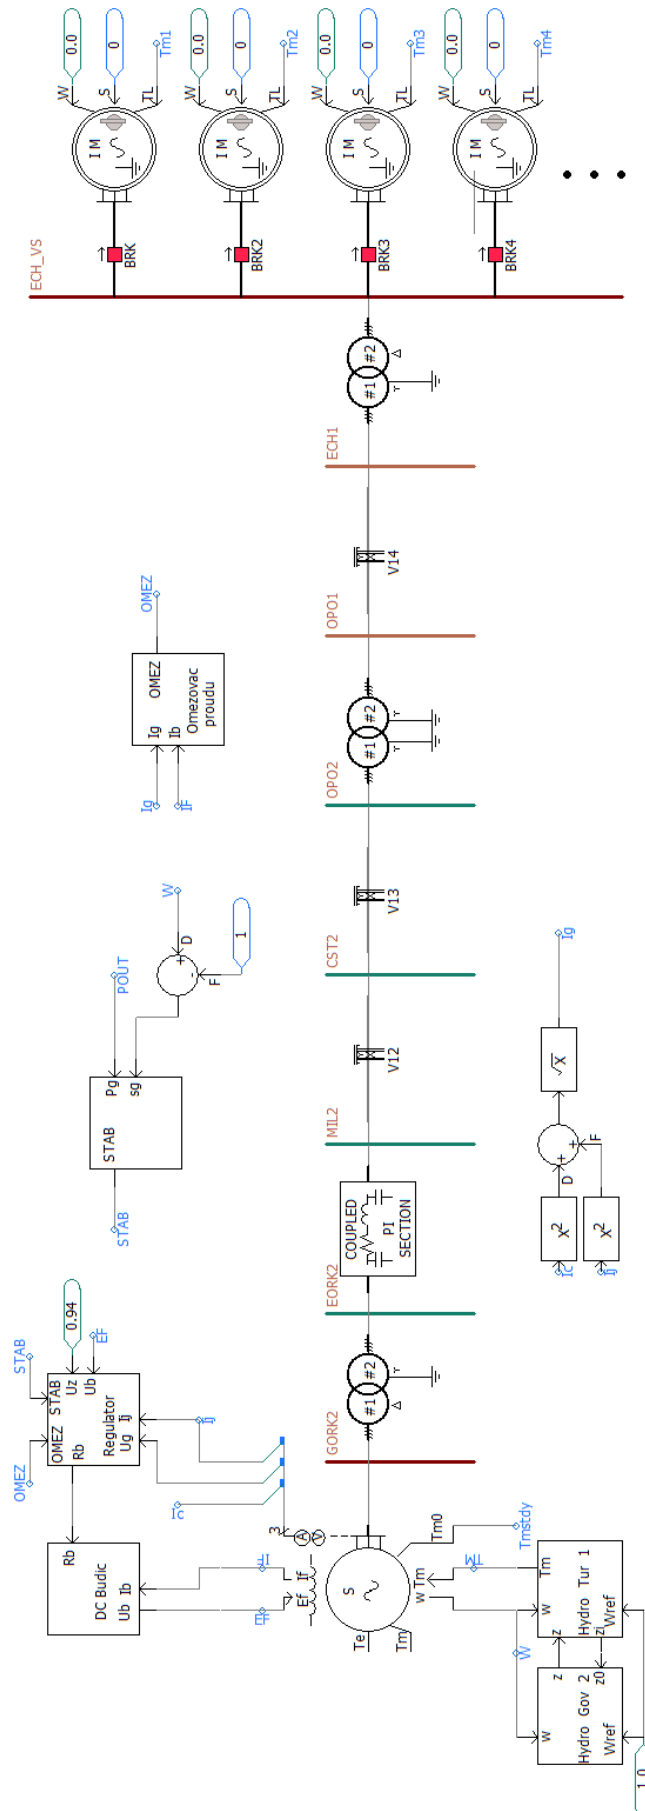 0.0
W
0
S
Tm1
TL
I M
BRK
0.0
W
0
S
Tm2
TL
I M
BRK2
0.0
W
0
S
Tm3
TL
I M
BRK3
0.0
W
0
S
Tm4
TL
I M
BRK4
ECH_VS
#1
#2
ECH1
V14
OPO1
#1
#2
OPO2
V13
CST2
V12
MIL2
COUPLED
PI
SECTION
EORK2
#1
#2
GORK2
OMEZ
OMEZ
Ig
Ib
Omezovac
proudu
Ig
IF
W
D
F
1
POUT
Pg
sg
STAB
STAB
Ig
√X
D
F
X²
X²
Ic
Ij
0.94
EF
STAB
OMEZ
OMEZ STAB
Uz
Ub
Rb
Regulator
Ug Ij
Ij
Ic
Rb
DC Budic
Ub Ib
IF
EF
3
A
V
If
Ef
S
Te
Tm
Tm0
Tmstdy
w Tm
TM
W
Tm
w
Hydro Tur 1
z
zi
Wref
w
z
z0
Hydro Gov 2
Wref
1.0